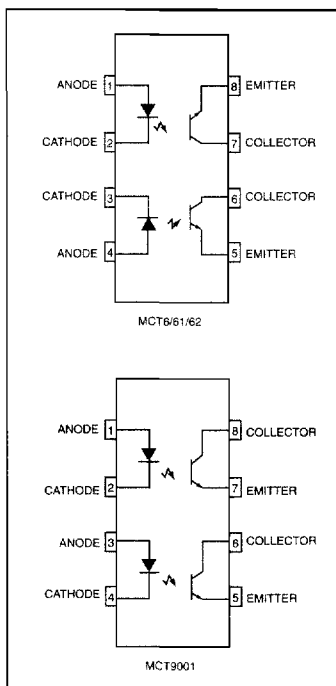 ANODE 1 8 EMITTER
CATHODE 2 7 COLLECTOR
CATHODE 3 6 COLLECTOR
ANODE 4 5 EMITTER
MCT6/61/62
ANODE 1 8 COLLECTOR
CATHODE 2 7 EMITTER
ANODE 3 6 COLLECTOR
CATHODE 4 5 EMITTER
MCT9001